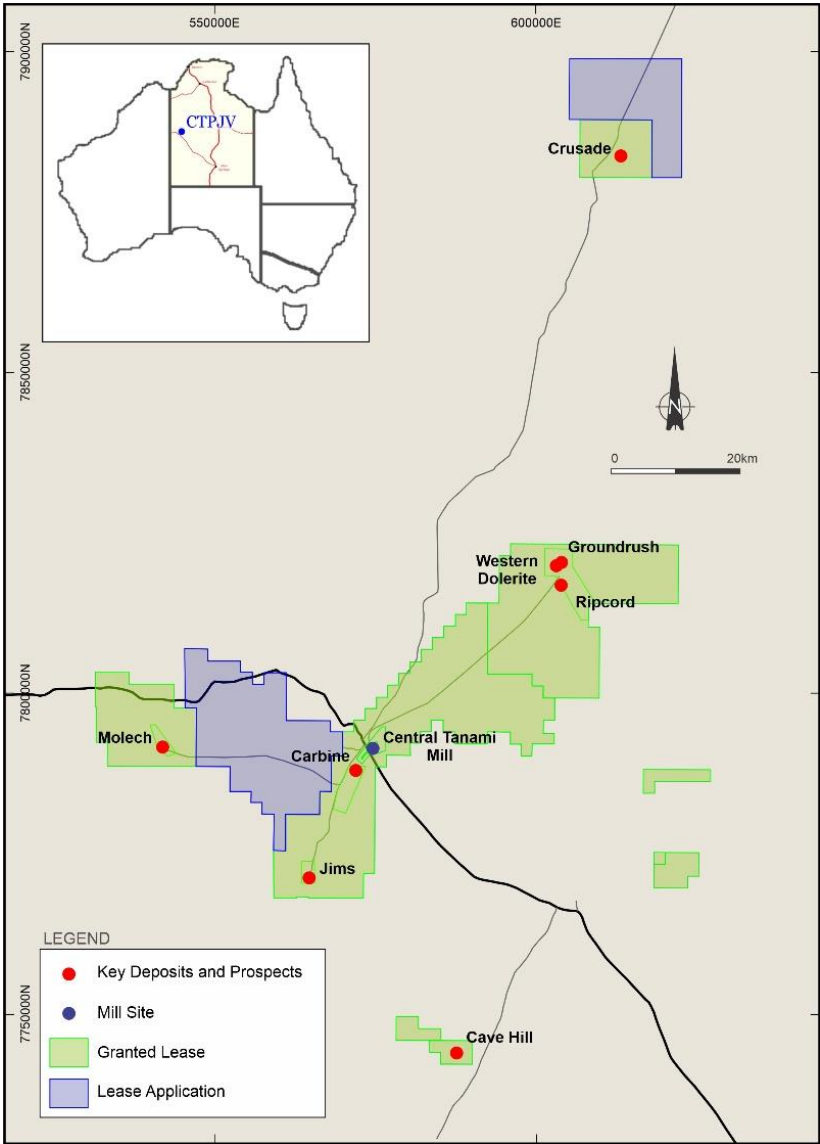 550000E
600000E
7900000N
CTPJV
Crusade
7850000N
N
0
20km
Groundrush
Western
Dolerite
Ripcord
7800000N
Molech
Carbine
Central Tanami
Mill
Jims
LEGEND
Key Deposits and Prospects
Mill Site
Granted Lease
Lease Application
7750000N
Cave Hill